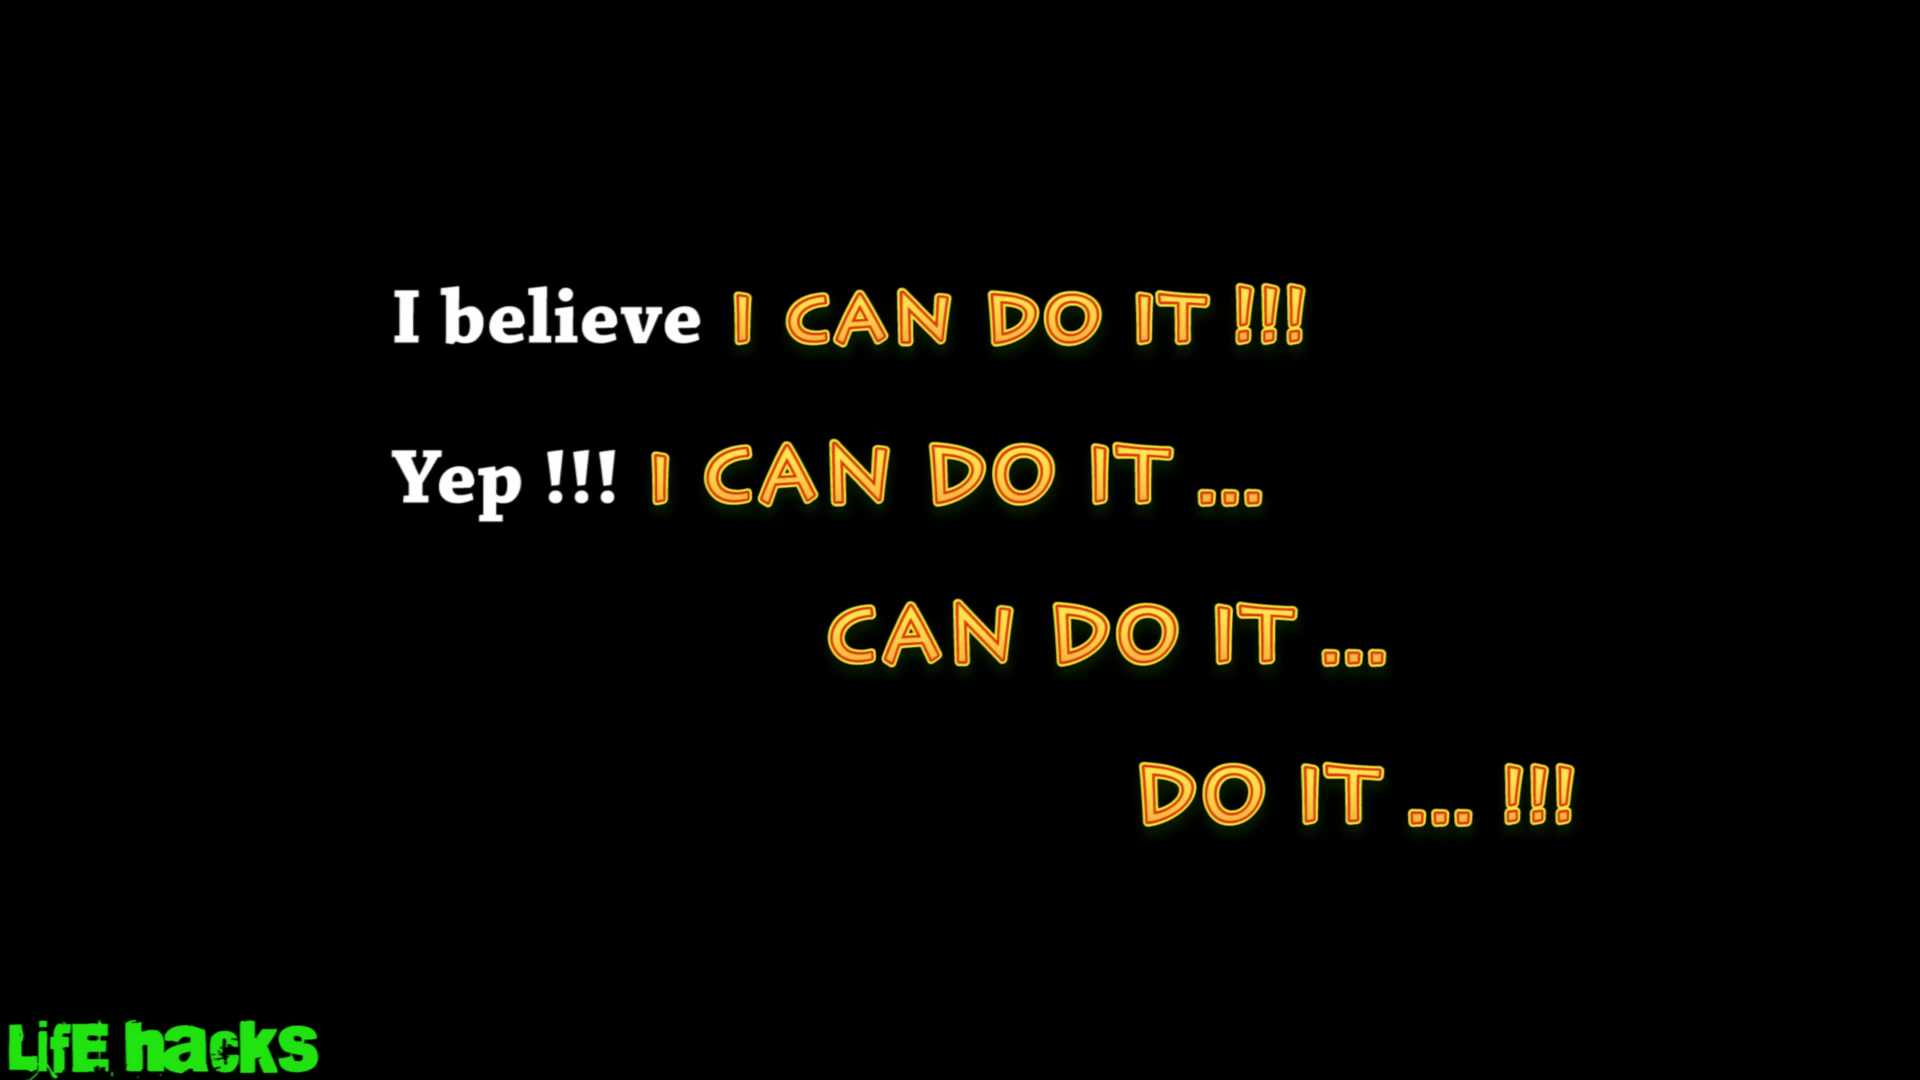 I believe I CAN DO IT !!!
Yep !!! I CAN DO IT ...
CAN DO IT ...
DO IT ... !!!
LifE hacks